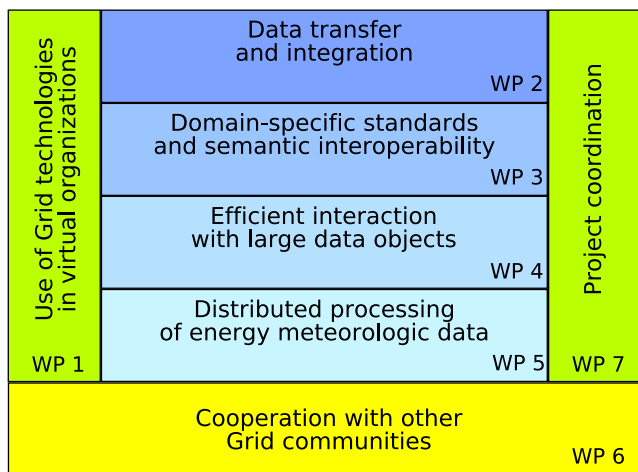 Use of Grid technologies
in virtual organizations
WP 1
Data transfer
and integration
WP 2
Domain-specific standards
and semantic interoperability
WP 3
Efficient interaction
with large data objects
WP 4
Distributed processing
of energy meteorologic data
WP 5
Project coordination
WP 7
Cooperation with other
Grid communities
WP 6